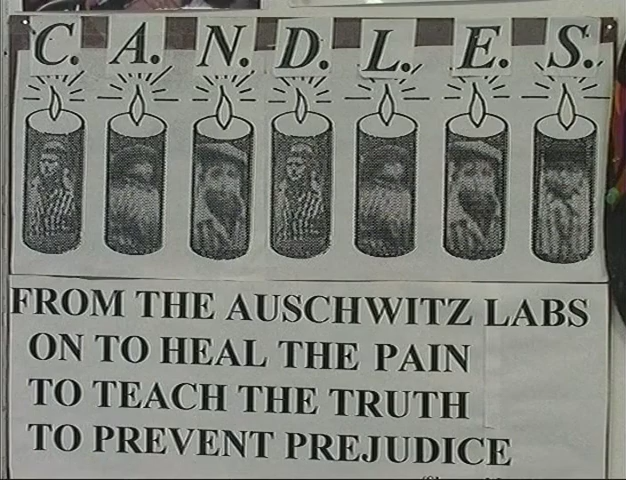 C. A. N. D. L. E. S.
FROM THE AUSCHWITZ LABS
ON TO HEAL THE PAIN
TO TEACH THE TRUTH
TO PREVENT PREJUDICE